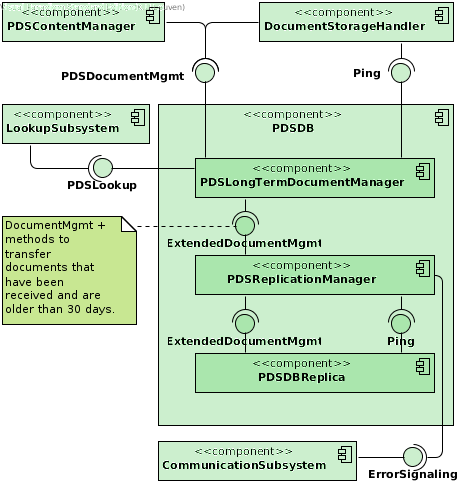 <<component>>
PDSContentManager
<<component>>
DocumentStorageHandler
PDSDocumentMgmt
Ping
<<component>>
LookupSubsystem
<<component>>
PDSDB
PDSLookup
<<component>>
PDSLongTermDocumentManager
DocumentMgmt +
methods to
transfer
documents that
have been
received and are
older than 30 days.
ExtendedDocumentMgmt
<<component>>
PDSReplicationManager
ExtendedDocumentMgmt
Ping
<<component>>
PDSDBReplica
<<component>>
CommunicationSubsystem
ErrorSignaling